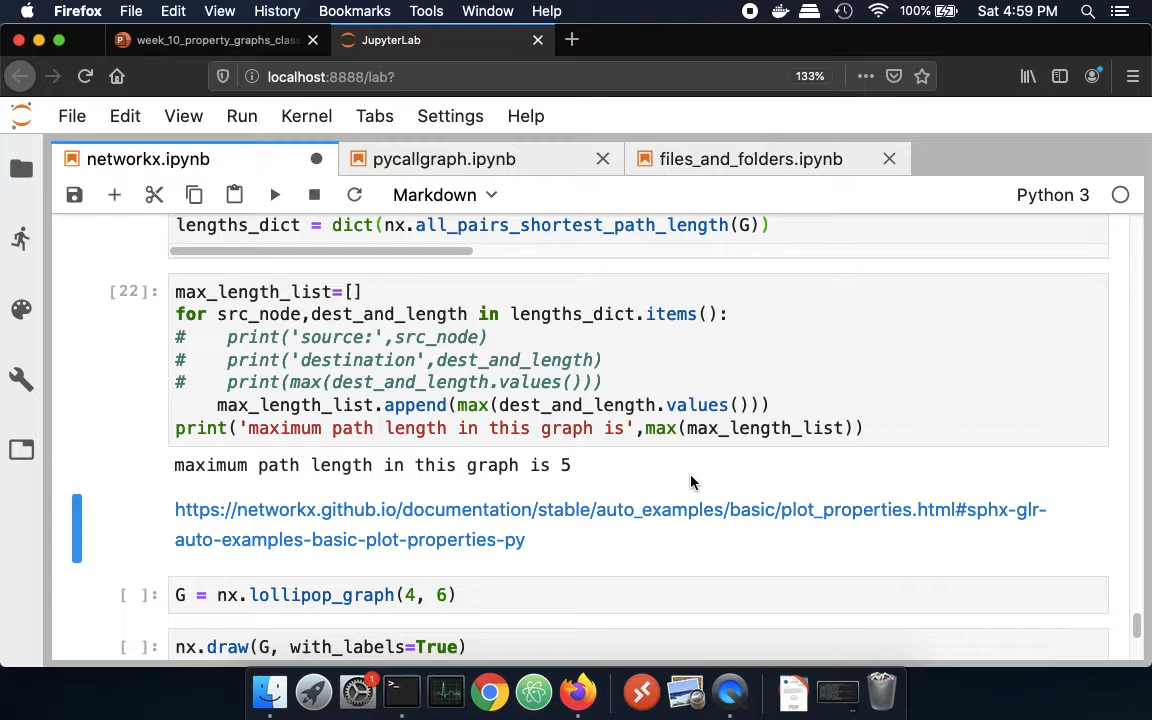 Firefox File Edit View History Bookmarks Tools Window Help 100% Sat 4:59 PM
week_10_property_graphs_class JupyterLab
localhost:8888/lab? 133%
File Edit View Run Kernel Tabs Settings Help
networkx.ipynb pycallgraph.ipynb files_and_folders.ipynb
Markdown Python 3
lengths_dict = dict(nx.all_pairs_shortest_path_length(G))
[22]: max_length_list=[]
for src_node,dest_and_length in lengths_dict.items():
#    print('source:',src_node)
#    print('destination',dest_and_length)
#    print(max(dest_and_length.values()))
    max_length_list.append(max(dest_and_length.values()))
print('maximum path length in this graph is',max(max_length_list))
maximum path length in this graph is 5
https://networkx.github.io/documentation/stable/auto_examples/basic/plot_properties.html#sphx-glr-
auto-examples-basic-plot-properties-py
[ ]: G = nx.lollipop_graph(4, 6)
[ ]: nx.draw(G, with_labels=True)
1
PDF